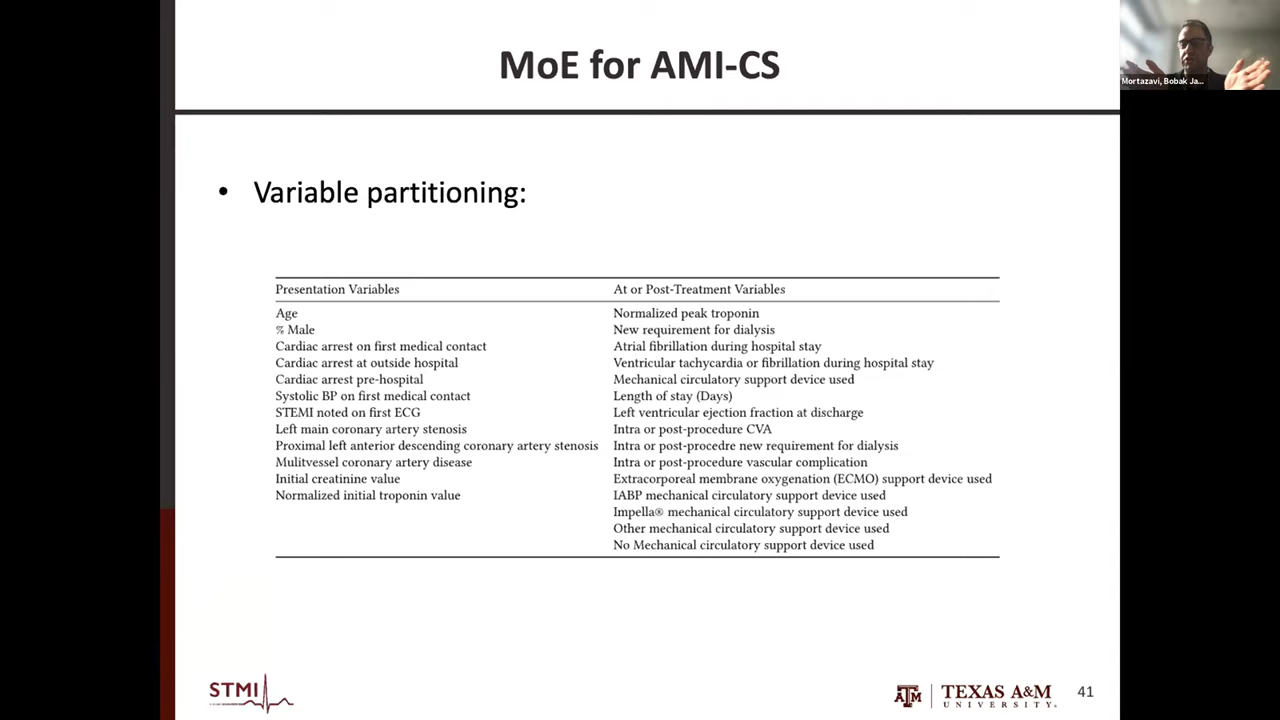 MoE for AMI-CS
Mortazavi, Bobak Ja...
• Variable partitioning:
Presentation Variables At or Post-Treatment Variables
Age Normalized peak troponin
% Male New requirement for dialysis
Cardiac arrest on first medical contact Atrial fibrillation during hospital stay
Cardiac arrest at outside hospital Ventricular tachycardia or fibrillation during hospital stay
Cardiac arrest pre-hospital Mechanical circulatory support device used
Systolic BP on first medical contact Length of stay (Days)
STEMI noted on first ECG Left ventricular ejection fraction at discharge
Left main coronary artery stenosis Intra or post-procedure CVA
Proximal left anterior descending coronary artery stenosis Intra or post-procedre new requirement for dialysis
Mulitvessel coronary artery disease Intra or post-procedure vascular complication
Initial creatinine value Extracorporeal membrane oxygenation (ECMO) support device used
Normalized initial troponin value IABP mechanical circulatory support device used
Impella® mechanical circulatory support device used
Other mechanical circulatory support device used
No Mechanical circulatory support device used
STMI
ATM TEXAS A&M
UNIVERSITY.
41